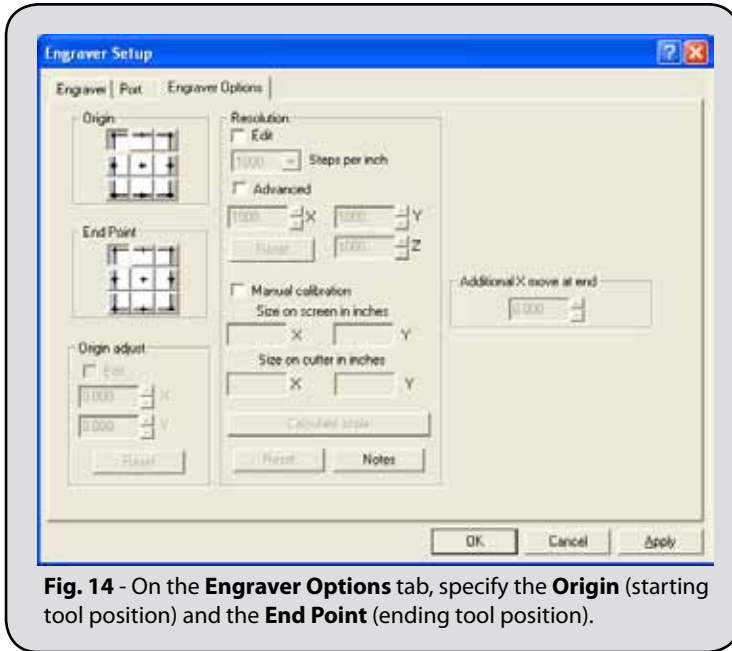 Engraver Setup
Engraver Port Engraver Options
Origin
End Point
Origin adjust
Edit
0.000 X
0.000 Y
Reset
Resolution
Edit
1000 Steps per inch
Advanced
1000 X 1000 Y
Reset 1000 Z
Manual calibration
Size on screen in inches
X Y
Size on cutter in inches
X Y
Calculate scale
Reset Notes
Additional X move at end
0.000
OK Cancel Apply
Fig. 14 - On the Engraver Options tab, specify the Origin (starting
tool position) and the End Point (ending tool position).